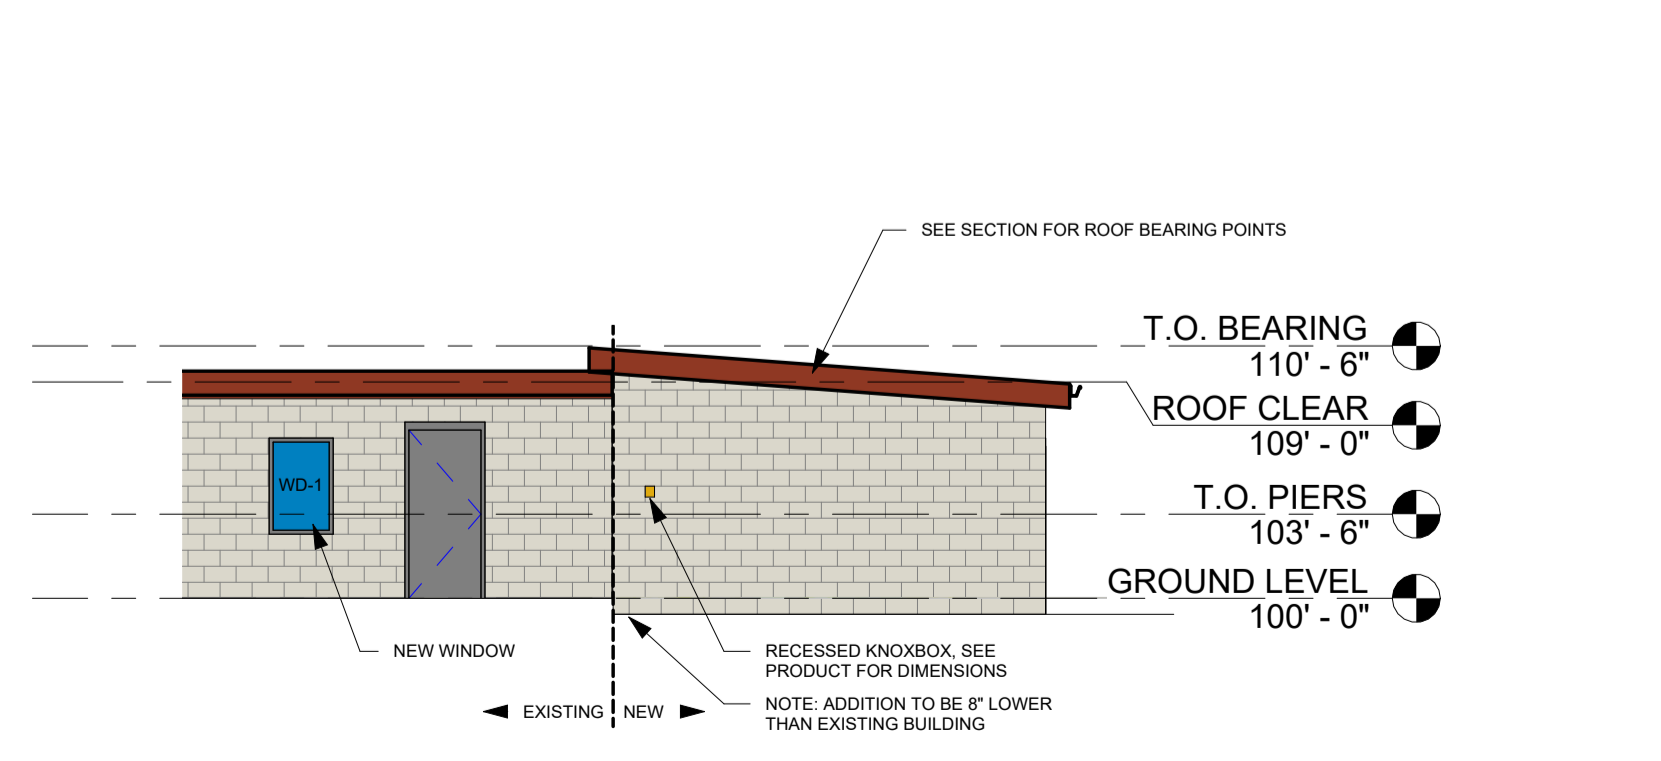 SEE SECTION FOR ROOF BEARING POINTS
T.O. BEARING
110' - 6"
ROOF CLEAR
109' - 0"
WD-1
T.O. PIERS
103' - 6"
GROUND LEVEL
100' - 0"
NEW WINDOW
RECESSED KNOXBOX, SEE
PRODUCT FOR DIMENSIONS
EXISTING
NEW
NOTE: ADDITION TO BE 8" LOWER
THAN EXISTING BUILDING